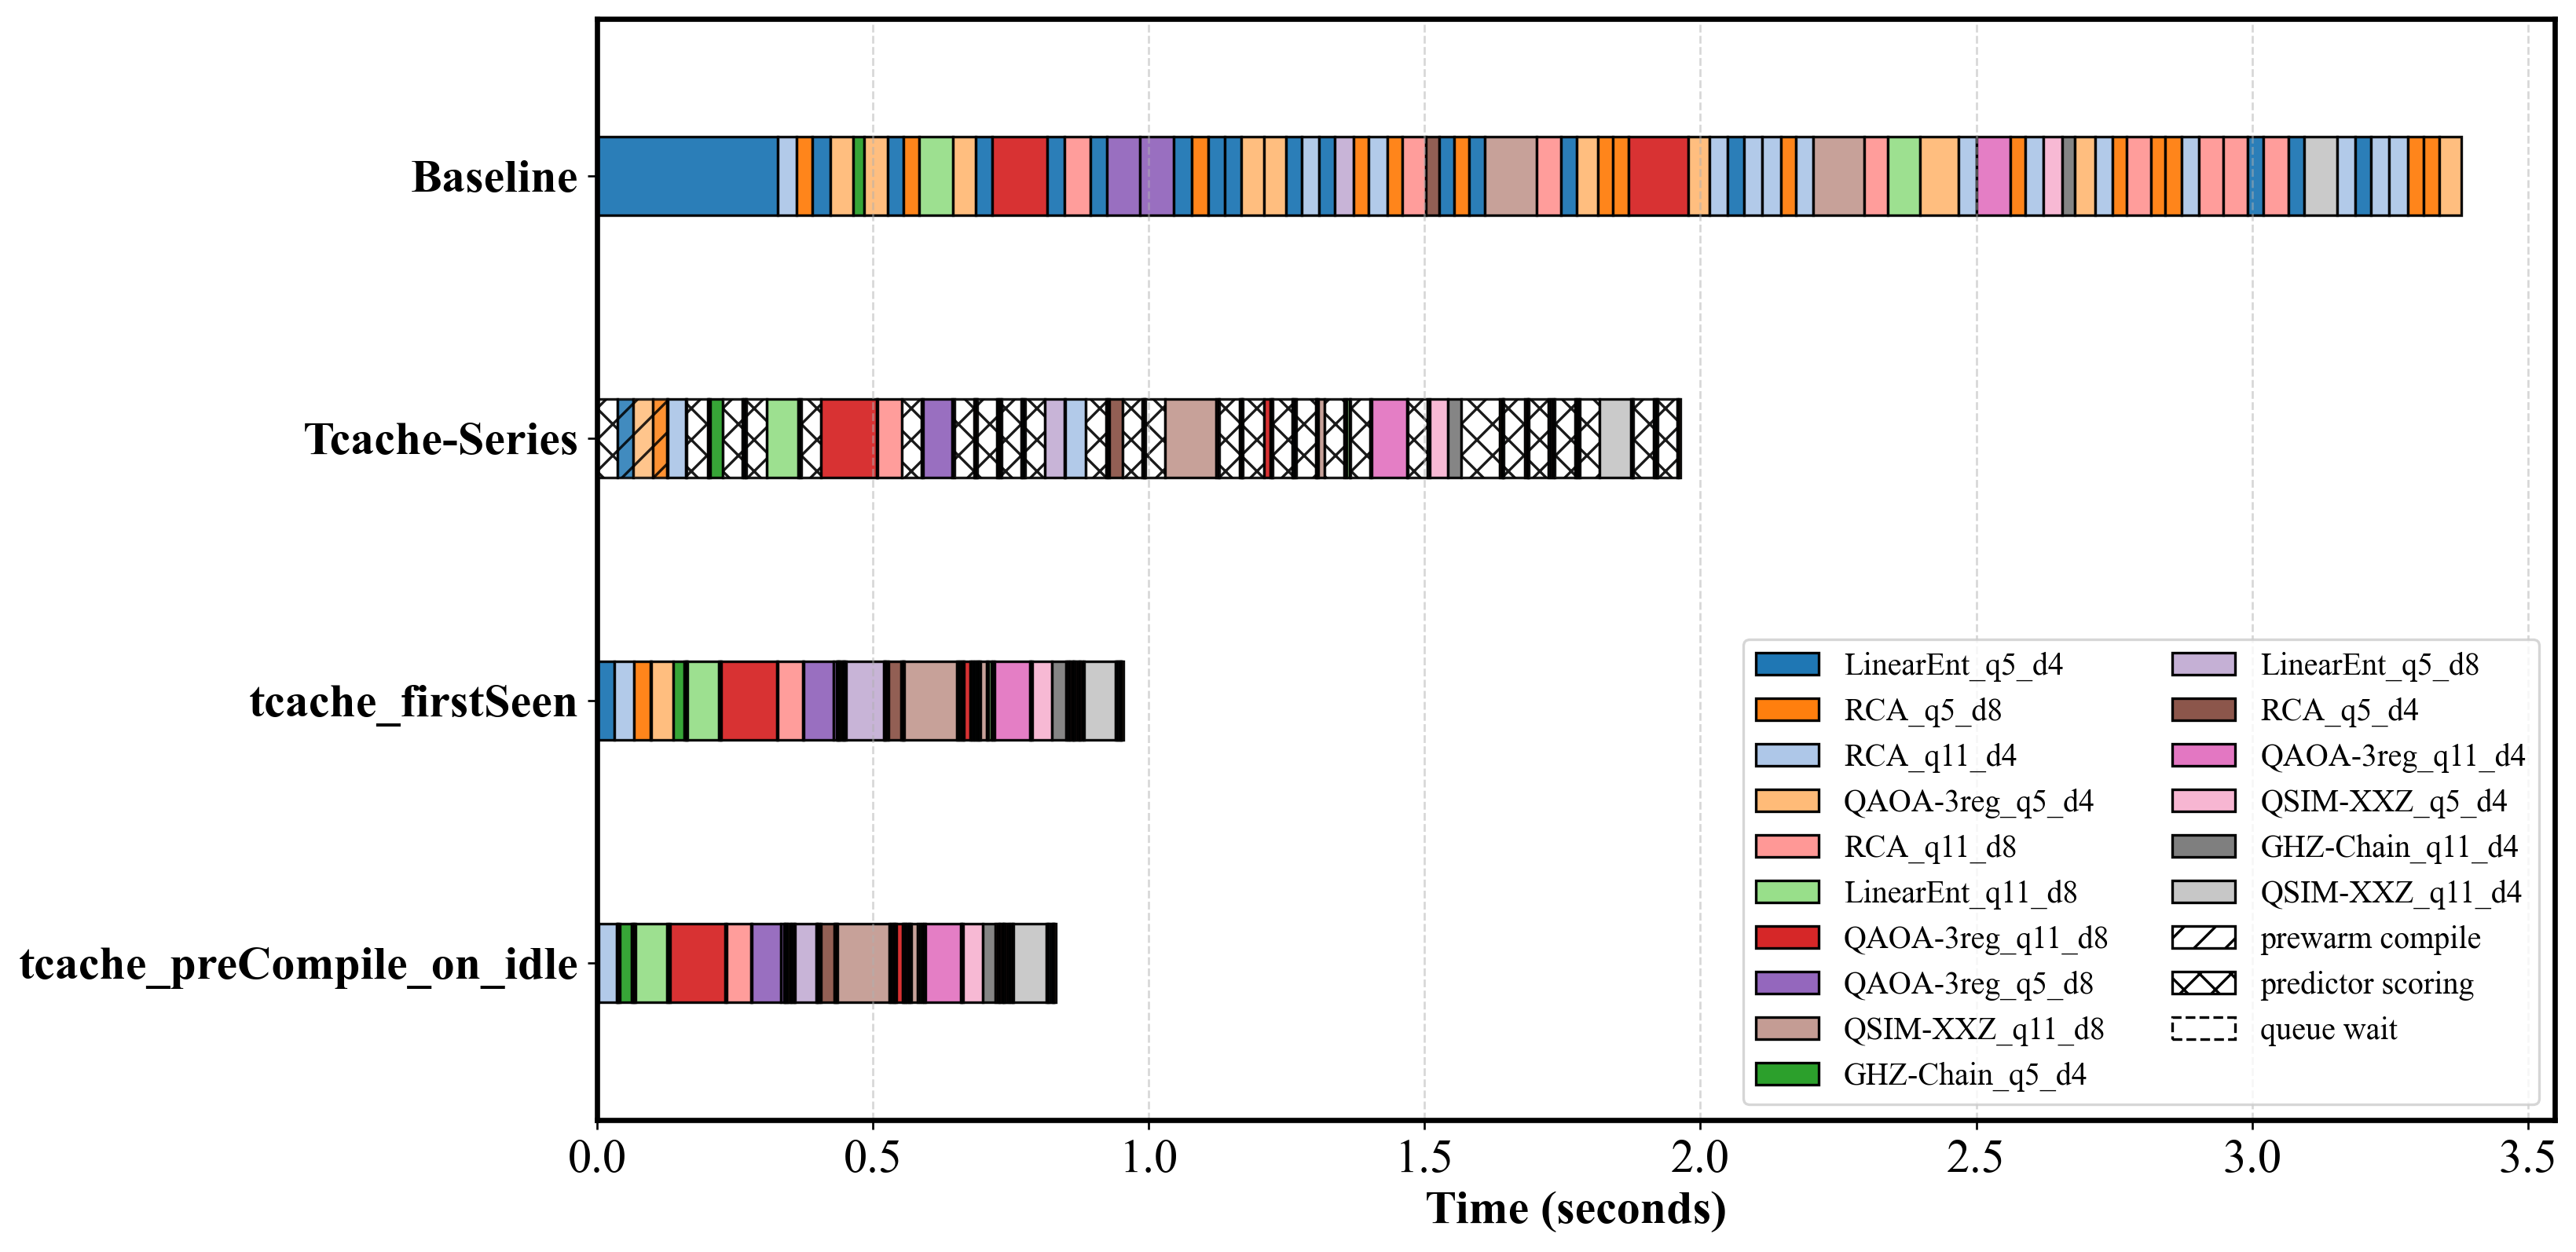 Baseline
Tcache-Series
tcache_firstSeen
tcache_preCompile_on_idle
LinearEnt_q5_d4
RCA_q5_d8
RCA_q11_d4
QAOA-3reg_q5_d4
RCA_q11_d8
LinearEnt_q11_d8
QAOA-3reg_q11_d8
QAOA-3reg_q5_d8
QSIM-XXZ_q11_d8
GHZ-Chain_q5_d4
LinearEnt_q5_d8
RCA_q5_d4
QAOA-3reg_q11_d4
QSIM-XXZ_q5_d4
GHZ-Chain_q11_d4
QSIM-XXZ_q11_d4
prewarm compile
predictor scoring
queue wait
0.0 0.5 1.0 1.5 2.0 2.5 3.0 3.5
Time (seconds)